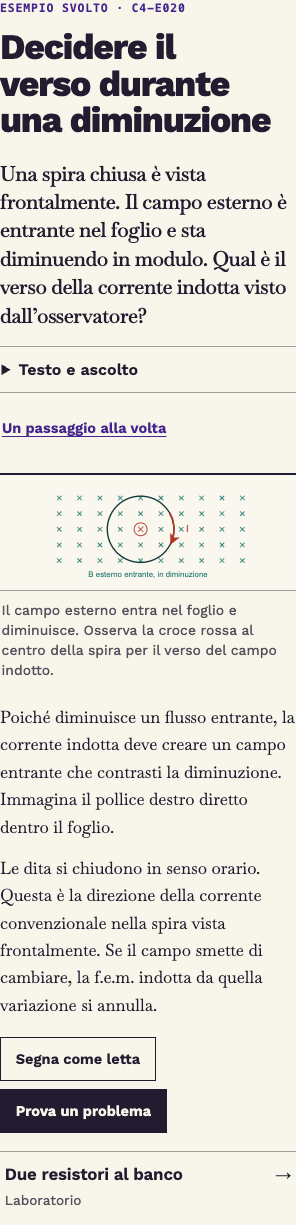 ESEMPIO SVOLTO · C4-E020
Decidere il
verso durante
una diminuzione
Una spira chiusa è vista
frontalmente. Il campo esterno è
entrante nel foglio e sta
diminuendo in modulo. Qual è il
verso della corrente indotta visto
dall’osservatore?
▶ Testo e ascolto
Un passaggio alla volta
I
B esterno entrante, in diminuzione
Il campo esterno entra nel foglio e
diminuisce. Osserva la croce rossa al
centro della spira per il verso del campo
indotto.
Poiché diminuisce un flusso entrante, la
corrente indotta deve creare un campo
entrante che contrasti la diminuzione.
Immagina il pollice destro diretto
dentro il foglio.
Le dita si chiudono in senso orario.
Questa è la direzione della corrente
convenzionale nella spira vista
frontalmente. Se il campo smette di
cambiare, la f.e.m. indotta da quella
variazione si annulla.
Segna come letta
Prova un problema
Due resistori al banco →
Laboratorio